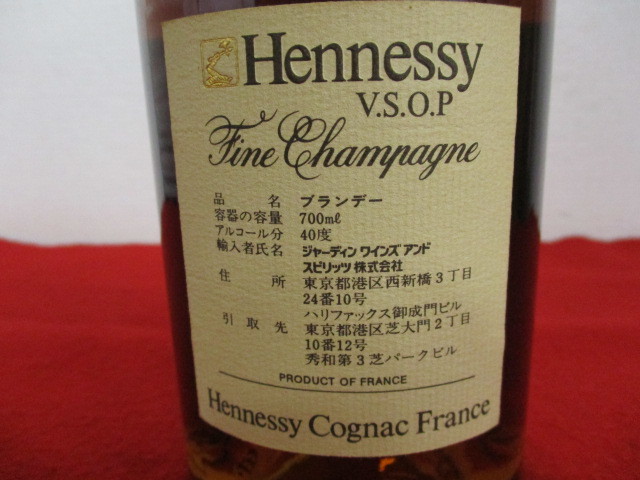 Hennessy
V.S.O.P
Fine Champagne
品名 ブランデー
容器の容量 700mℓ
アルコール分 40度
輸入者氏名 ジャーディン ワインズ アンド
スピリッツ株式会社
住所 東京都港区西新橋3丁目
24番10号
ハリファックス御成門ビル
引取先 東京都港区芝大門2丁目
10番12号
秀和第3芝パークビル
PRODUCT OF FRANCE
Hennessy Cognac France